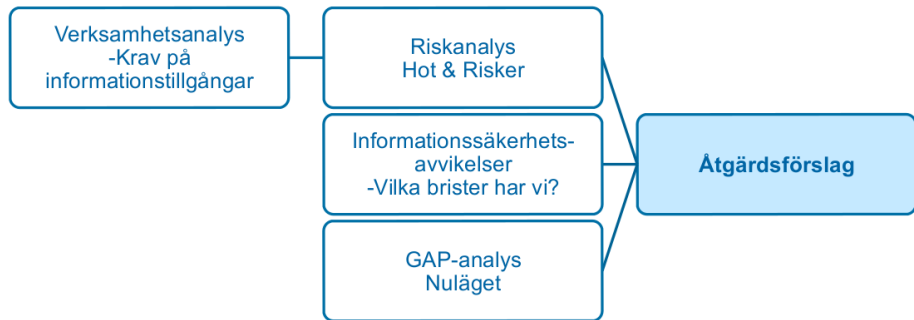 Verksamhetsanalys
-Krav på
informationstillgångar
Riskanalys
Hot & Risker
Informationssäkerhets-
avvikelser
-Vilka brister har vi?
GAP-analys
Nuläget
Åtgärdsförslag